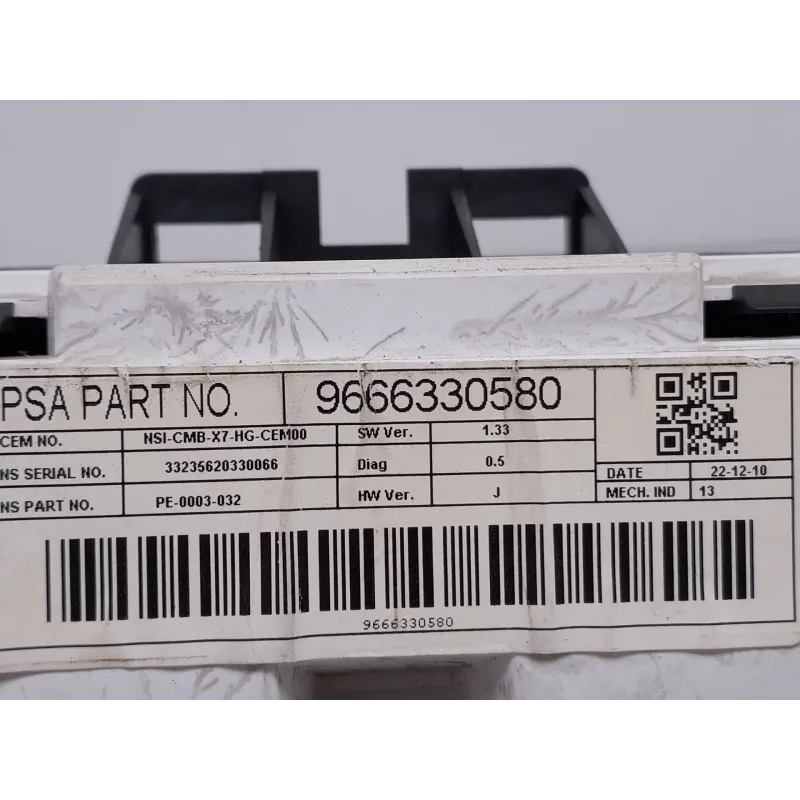 PSA PART NO. 9666330580
CEM NO. NSI-CMB-X7-HG-CEM00 SW Ver. 1.33
NS SERIAL NO. 33235620330066 Diag 0.5
NS PART NO. PE-0003-032 HW Ver. J
DATE 22-12-10
MECH. IND 13
9666330580